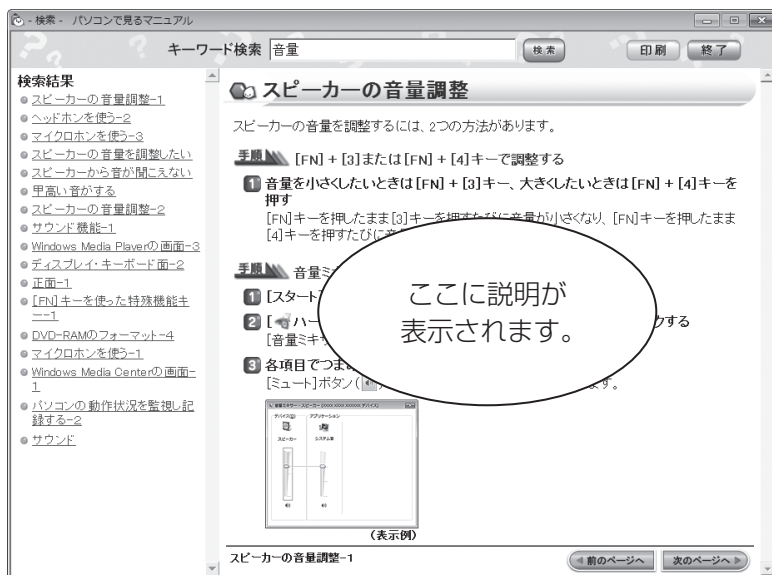 - 検索 - パソコンで見るマニュアル
キーワード検索 音量 検索 印刷 終了
検索結果
スピーカーの音量調整-1
ヘッドホンを使う-2
マイクロホンを使う-3
スピーカーの音量を調整したい
スピーカーから音が聞こえない
甲高い音がする
スピーカーの音量調整-2
サウンド機能-1
Windows Media Playerの画面-3
ディスプレイ・キーボード面-2
正面-1
[FN]キーを使った特殊機能キ
ー-1
DVD-RAMのフォーマット-4
マイクロホンを使う-1
Windows Media Centerの画面-
1
パソコンの動作状況を監視し記
録する-2
サウンド
スピーカーの音量調整
スピーカーの音量を調整するには、2つの方法があります。
手順 [FN] + [3]または[FN] + [4]キーで調整する
1 音量を小さくしたいときは[FN] + [3]キー、大きくしたいときは[FN] + [4]キーを
押す
[FN]キーを押したまま[3]キーを押すたびに音量が小さくなり、[FN]キーを押したまま
[4]キーを押すたびに音
手順 音量ミ
1 [スタート]
2 [ ハー クする
[音量ミキサ
3 各項目でつまみ
[ミュート]ボタン( ) ます。
ここに説明が
表示されます。
デバイス(D) アプリケーション
スピーカー システム音
(表示例)
スピーカーの音量調整-1 前のページへ 次のページへ